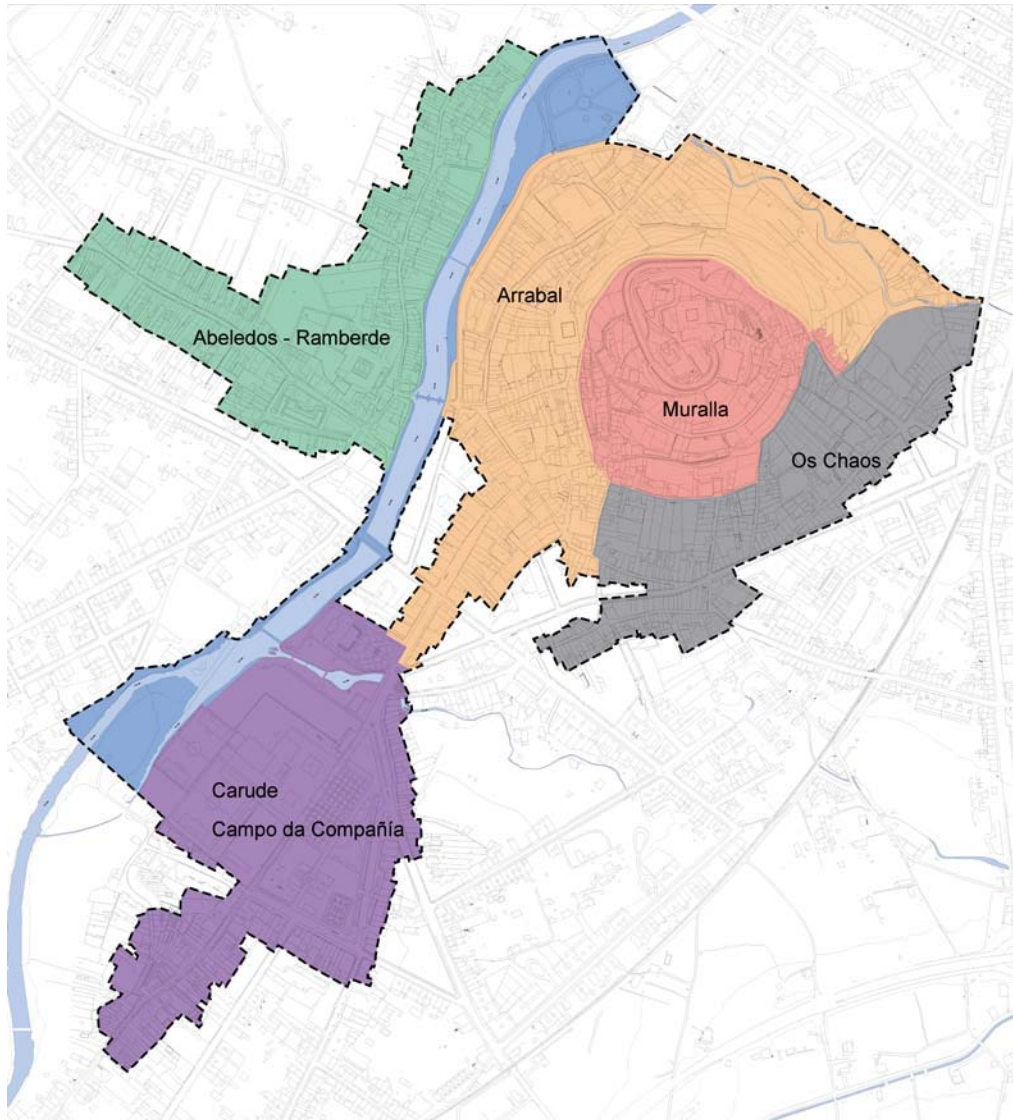 Arrabal
Abeledos - Ramberde
Muralla
Os Chaos
Carude
Campo da Compañía